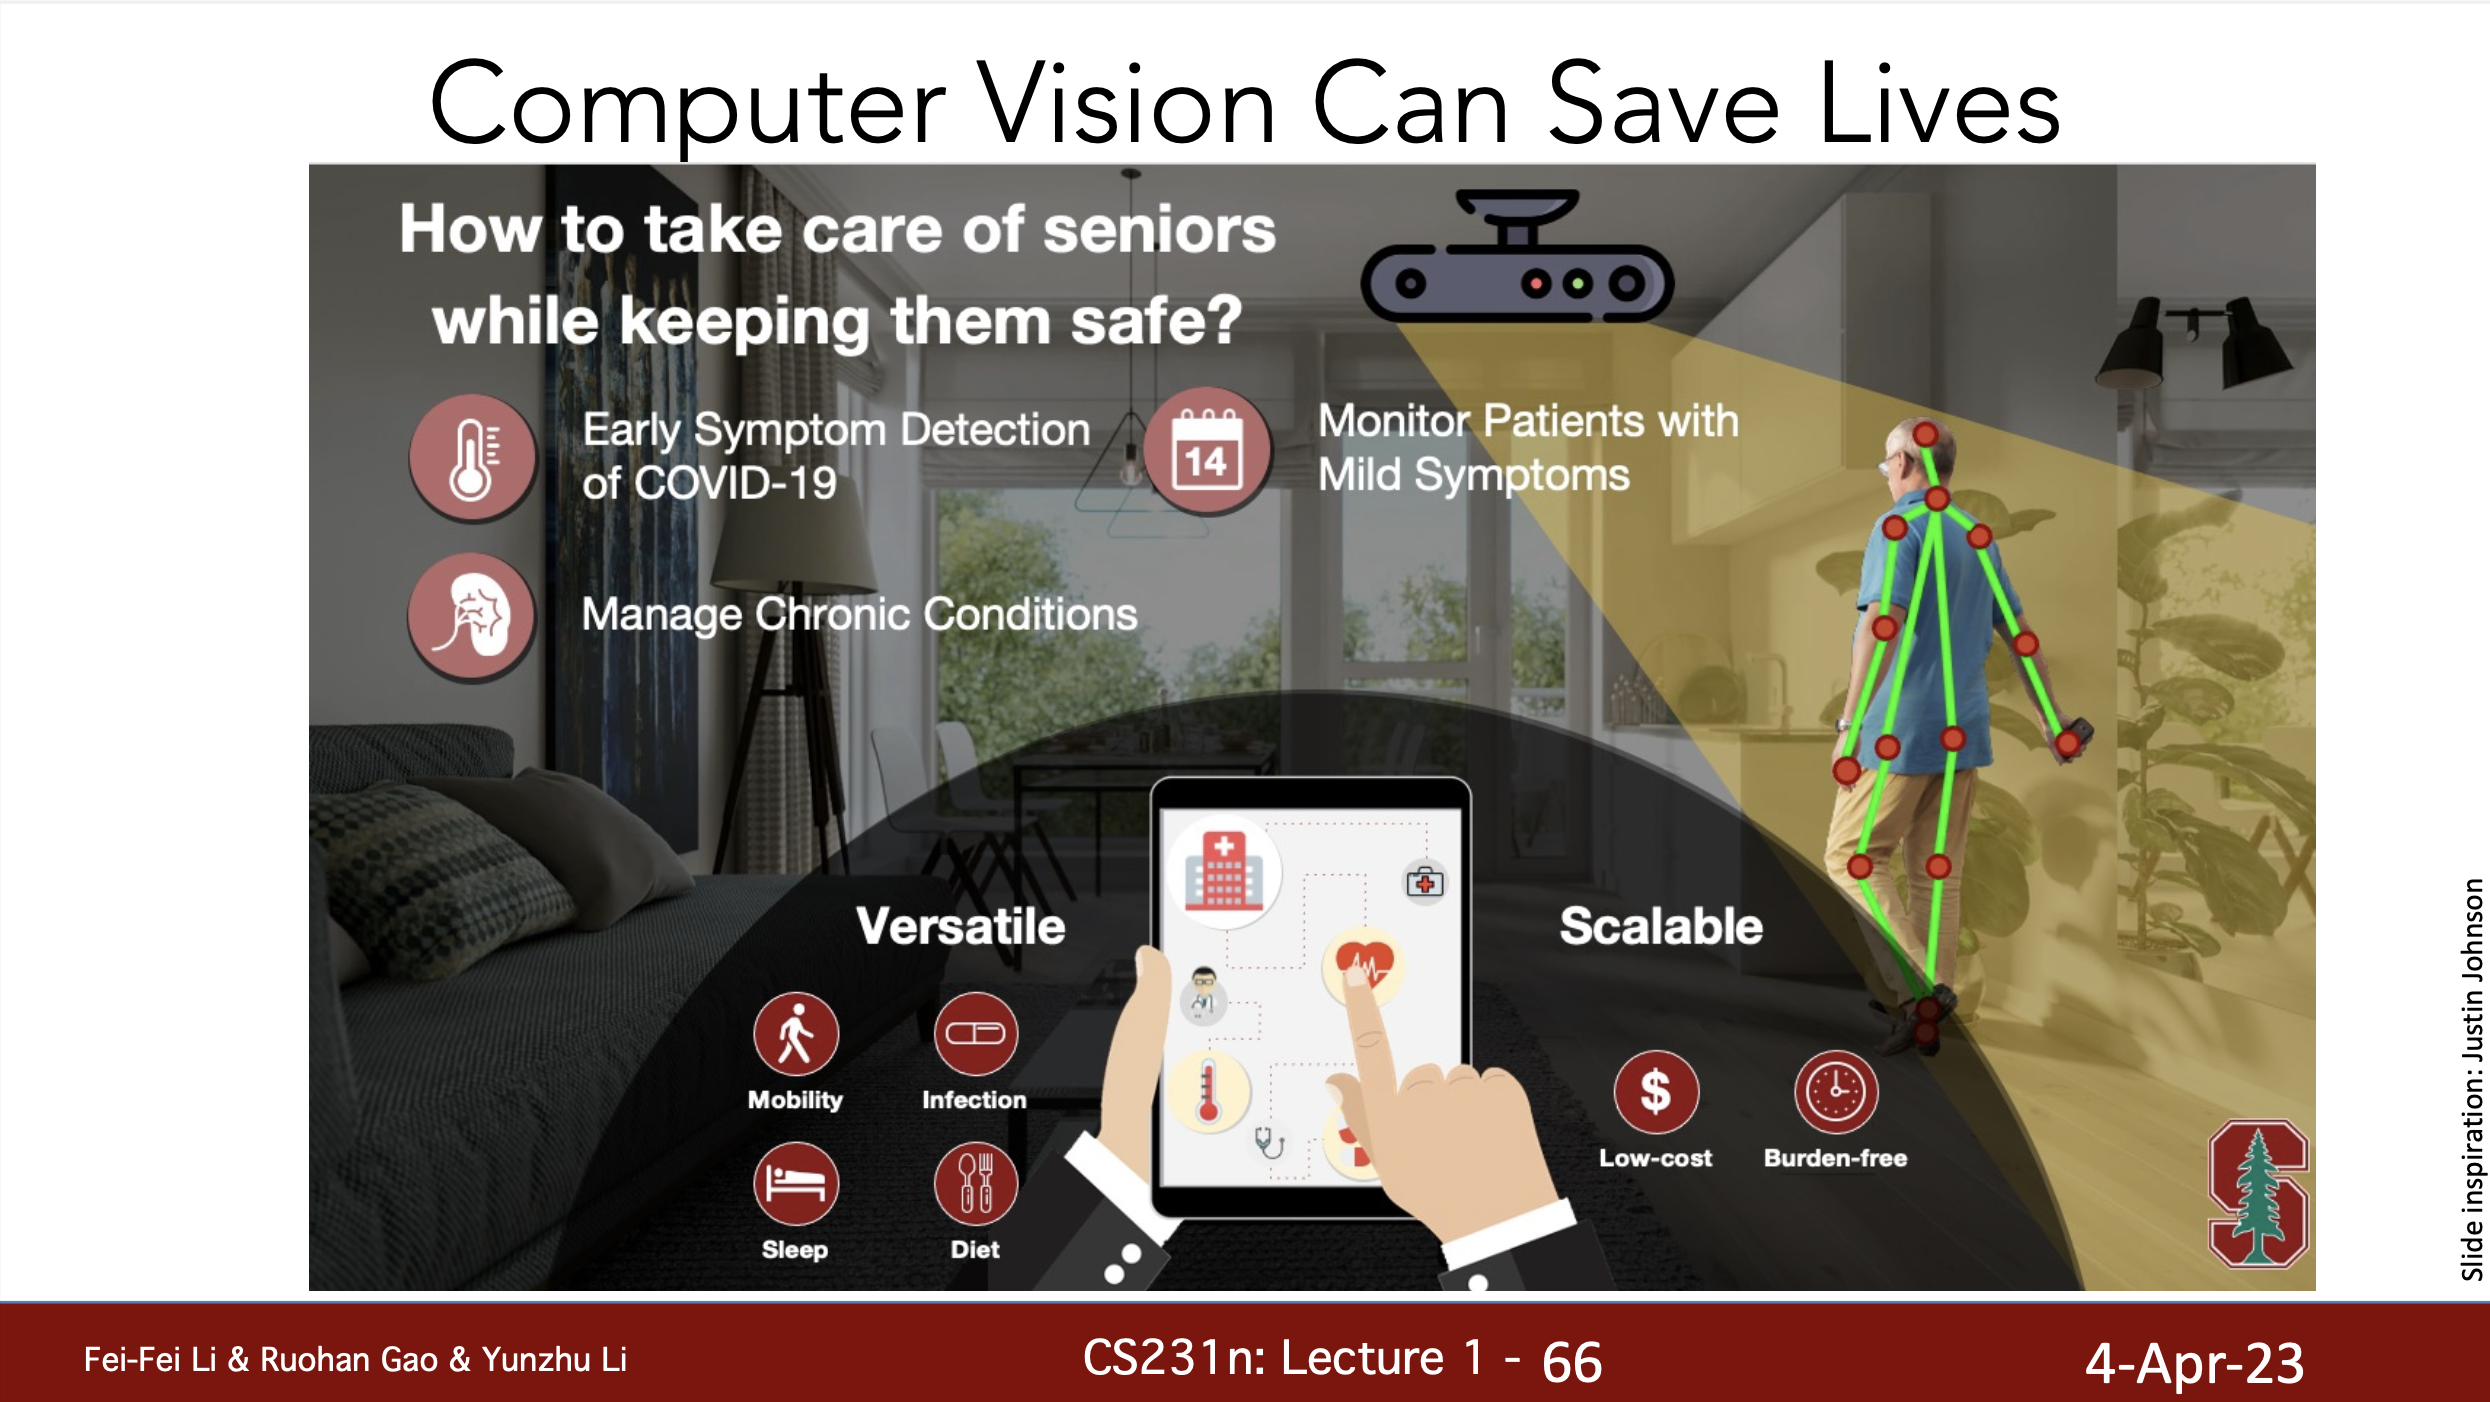 Computer Vision Can Save Lives
How to take care of seniors
while keeping them safe?
Early Symptom Detection
of COVID-19
Monitor Patients with
Mild Symptoms
14
Manage Chronic Conditions
Versatile
Mobility
Infection
Sleep
Diet
Scalable
$
Low-cost
Burden-free
S
Slide inspiration: Justin Johnson
Fei-Fei Li & Ruohan Gao & Yunzhu Li
CS231n: Lecture 1 - 66
4-Apr-23